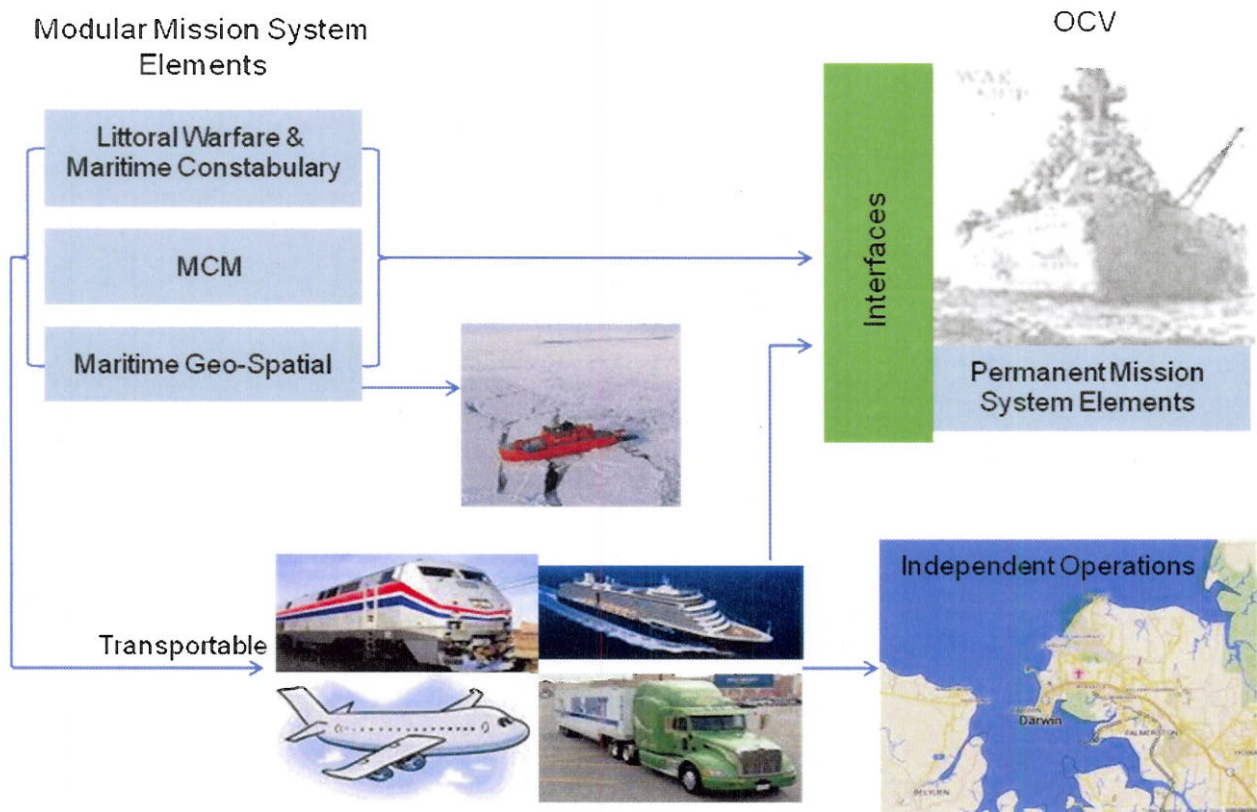 Modular Mission System
Elements
OCV
Littoral Warfare &
Maritime Constabulary
MCM
Maritime Geo-Spatial
Interfaces
Permanent Mission
System Elements
Transportable
Independent Operations
Darwin
PALMERSTON